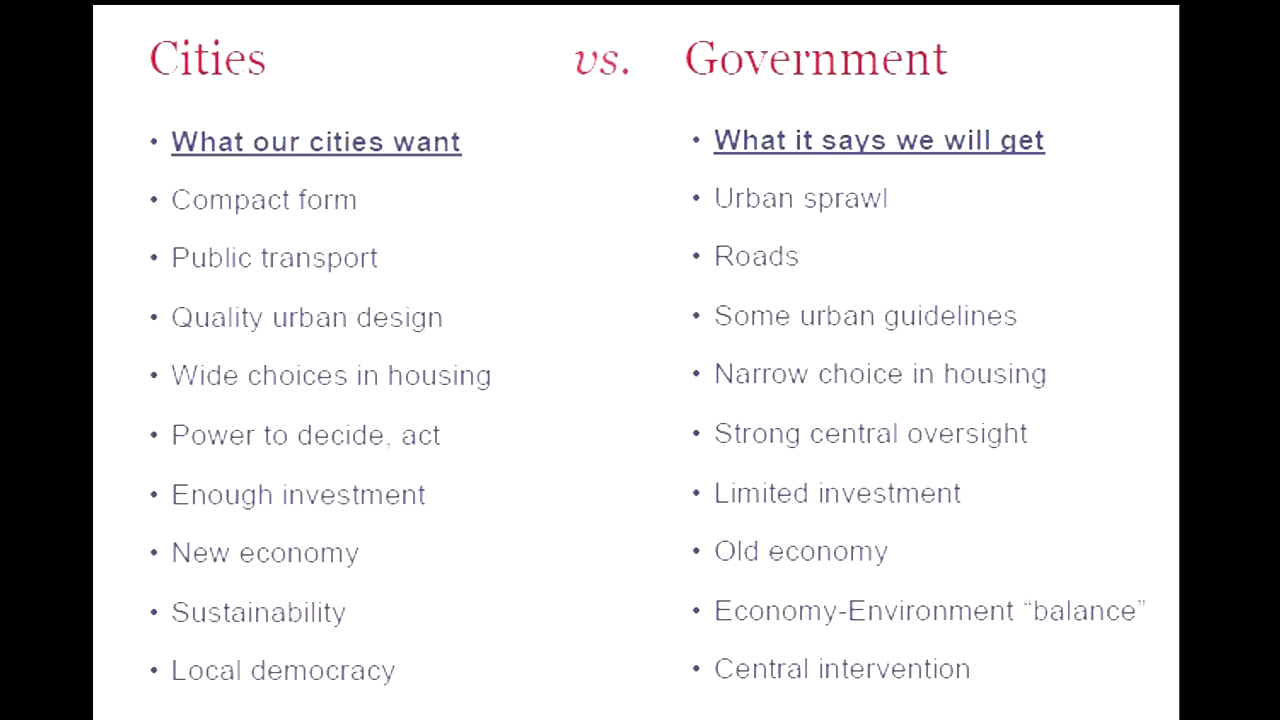 Cities vs. Government
• What our cities want
• Compact form
• Public transport
• Quality urban design
• Wide choices in housing
• Power to decide, act
• Enough investment
• New economy
• Sustainability
• Local democracy
• What it says we will get
• Urban sprawl
• Roads
• Some urban guidelines
• Narrow choice in housing
• Strong central oversight
• Limited investment
• Old economy
• Economy-Environment “balance”
• Central intervention